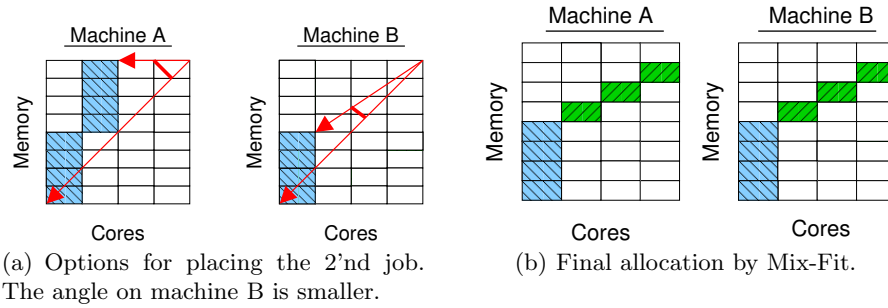 Machine A
Machine B
Memory
Memory
Cores
Cores
(a) Options for placing the 2'nd job.
The angle on machine B is smaller.
Machine A
Machine B
Memory
Memory
Cores
Cores
(b) Final allocation by Mix-Fit.